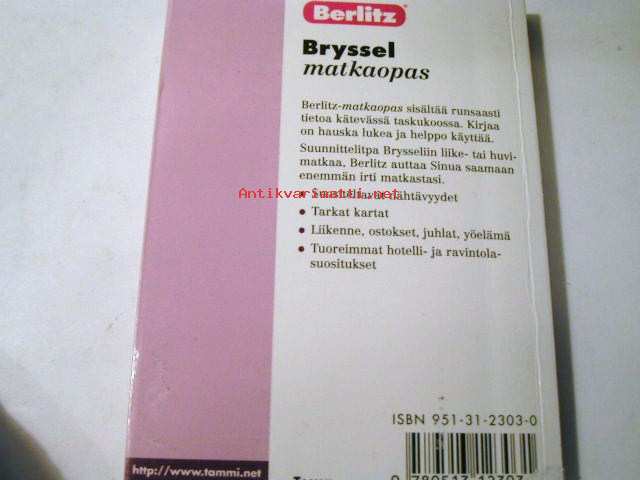 Berlitz
Bryssel
matkaopas
Berlitz-matkaopas sisältää runsaasti
tietoa kätevässä taskukoossa. Kirjaa
on hauska lukea ja helppo käyttää.
Suunnittelitpa Brysseliin liike- tai huvi-
matkaa, Berlitz auttaa Sinua saamaan
enemmän irti matkastasi.
Antikvariaatti.net
• nähtävyydet
• Tarkat kartat
• Liikenne, ostokset, juhlat, yöelämä
• Tuoreimmat hotelli- ja ravintola-
suositukset
ISBN 951-31-2303-0
http://www.tammi.net